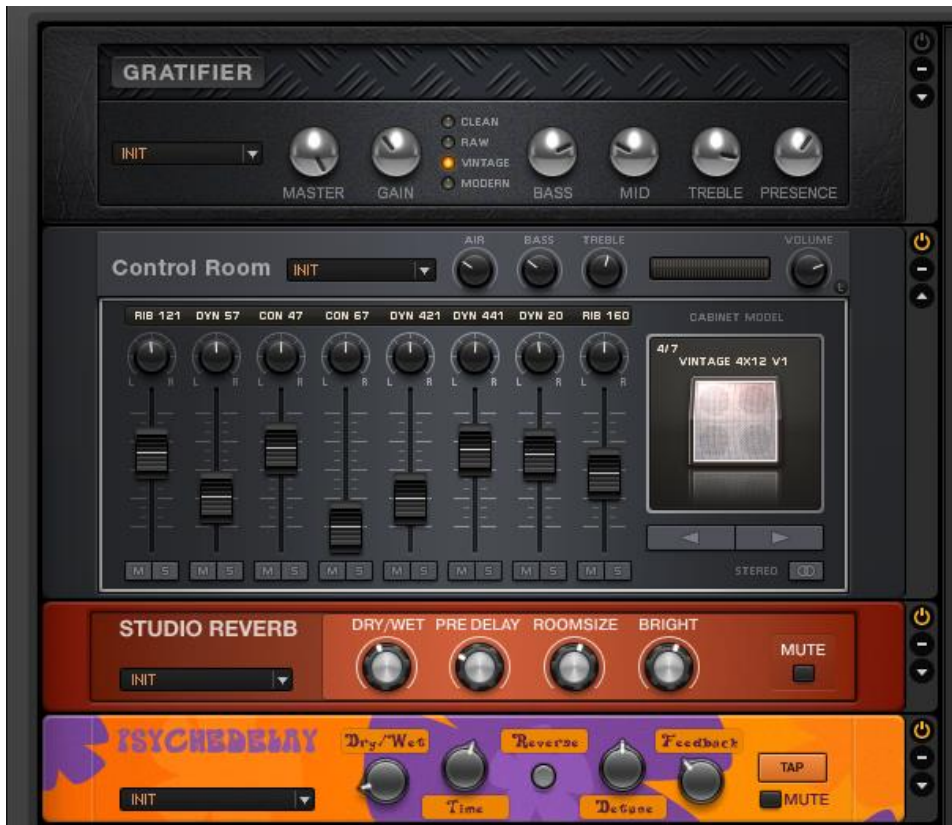 GRATIFIER
INIT
MASTER
GAIN
CLEAN
RAW
VINTAGE
MODERN
BASS
MID
TREBLE
PRESENCE
Control Room
INIT
AIR
BASS
TREBLE
VOLUME
RIB 121 DYN 57 CON 47 CON 67 DYN 421 DYN 441 DYN 20 RIB 160
L R L R L R L R L R L R L R L R
M S M S M S M S M S M S M S M S
CABINET MODEL
4/7
VINTAGE 4X12 V1
STEREO
STUDIO REVERB
INIT
DRY/WET PRE DELAY ROOMSIZE BRIGHT
MUTE
PSYCHEDELAY
INIT
Dry/Wet
Time
Reverse
Detune
Feedback
TAP
MUTE